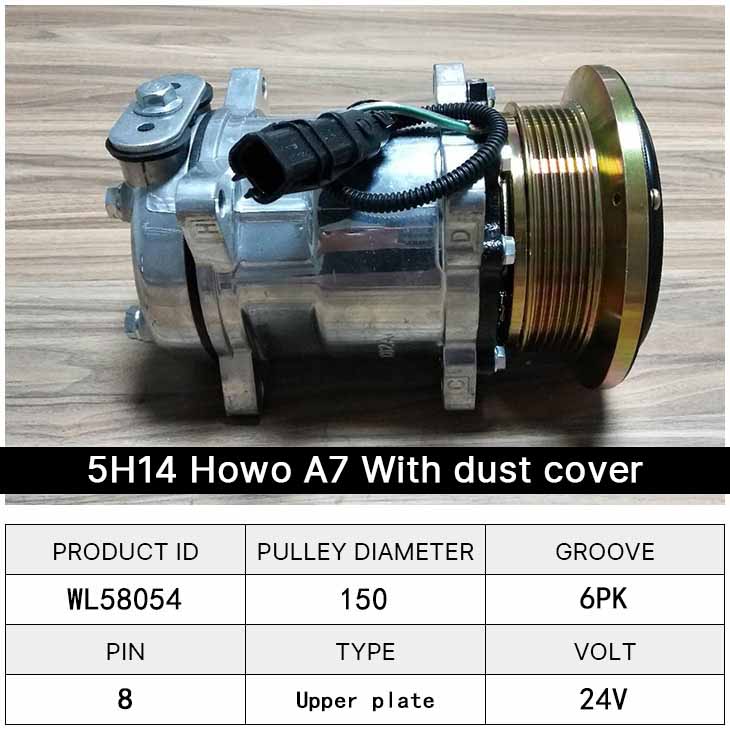 H
D
C
5H14 Howo A7 With dust cover
PRODUCT ID PULLEY DIAMETER GROOVE
WL58054 150 6PK
PIN TYPE VOLT
8 Upper plate 24V